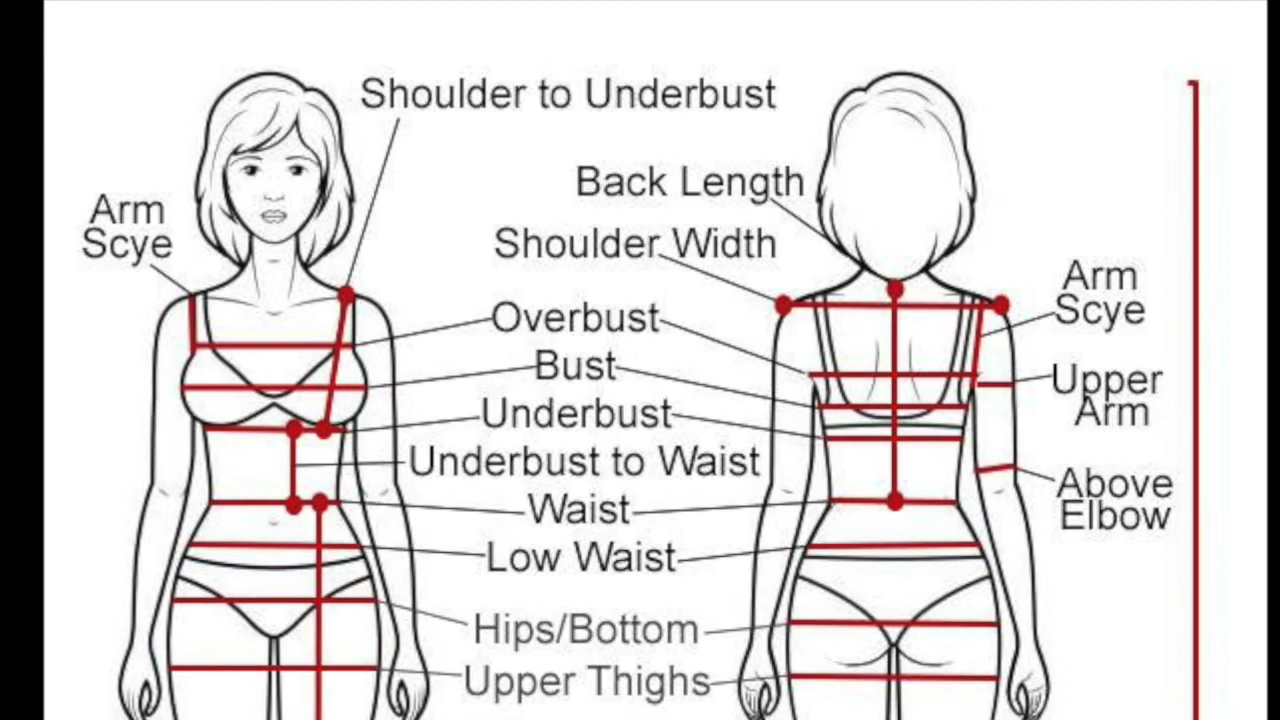 Shoulder to Underbust
Back Length
Arm
Scye
Shoulder Width
Arm
Scye
Overbust
Bust
Upper
Arm
Underbust
Underbust to Waist
Above
Elbow
Waist
Low Waist
Hips/Bottom
Upper Thighs